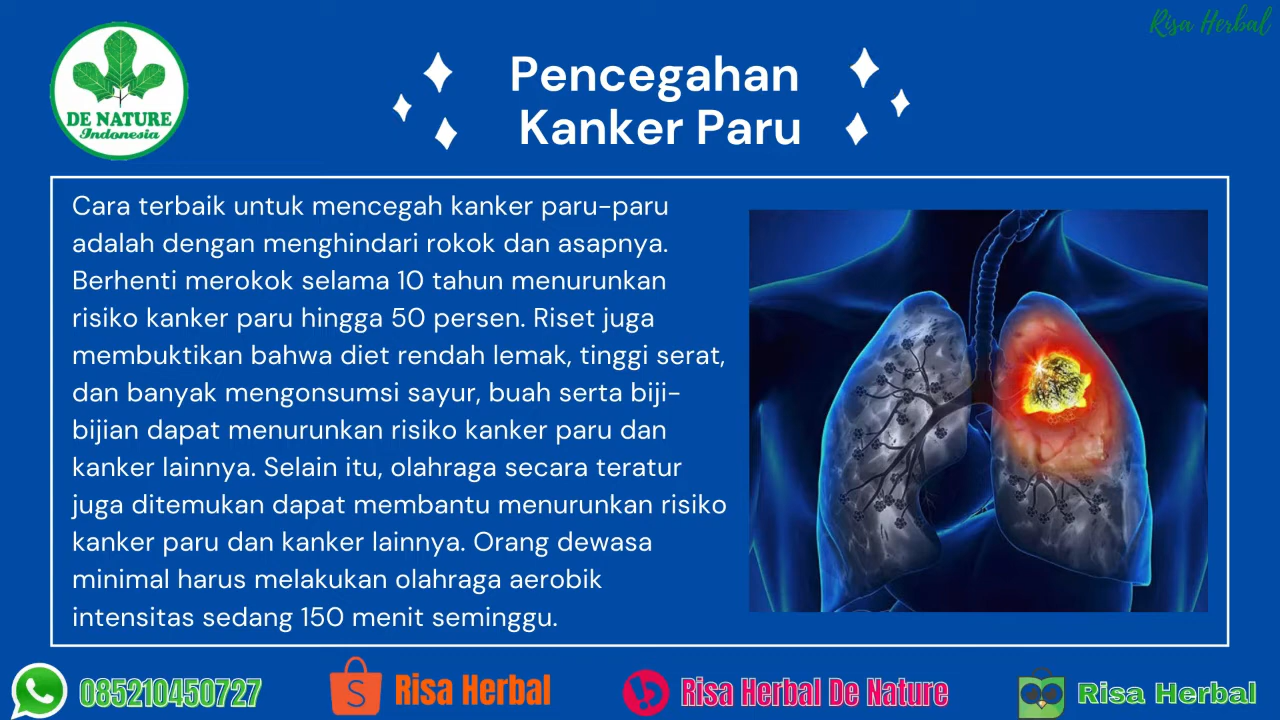 Risa Herbal
DE NATURE
Indonesia
Pencegahan
Kanker Paru
Cara terbaik untuk mencegah kanker paru-paru
adalah dengan menghindari rokok dan asapnya.
Berhenti merokok selama 10 tahun menurunkan
risiko kanker paru hingga 50 persen. Riset juga
membuktikan bahwa diet rendah lemak, tinggi serat,
dan banyak mengonsumsi sayur, buah serta biji-
bijian dapat menurunkan risiko kanker paru dan
kanker lainnya. Selain itu, olahraga secara teratur
juga ditemukan dapat membantu menurunkan risiko
kanker paru dan kanker lainnya. Orang dewasa
minimal harus melakukan olahraga aerobik
intensitas sedang 150 menit seminggu.
085210450727
S
Risa Herbal
Risa Herbal De Nature
Risa Herbal